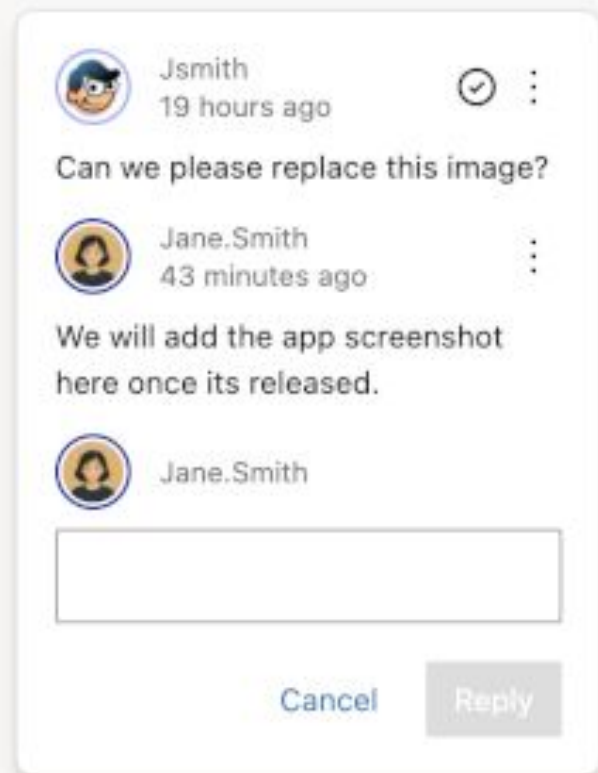 Jsmith
19 hours ago
Can we please replace this image?
Jane.Smith
43 minutes ago
We will add the app screenshot
here once its released.
Jane.Smith
Cancel
Reply